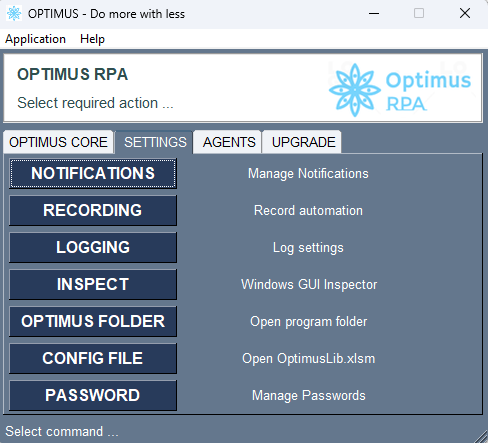 OPTIMUS - Do more with less
Application Help
OPTIMUS RPA
Select required action ...
Optimus
RPA
OPTIMUS CORE SETTINGS AGENTS UPGRADE
NOTIFICATIONS Manage Notifications
RECORDING Record automation
LOGGING Log settings
INSPECT Windows GUI Inspector
OPTIMUS FOLDER Open program folder
CONFIG FILE Open OptimusLib.xlsm
PASSWORD Manage Passwords
Select command ...